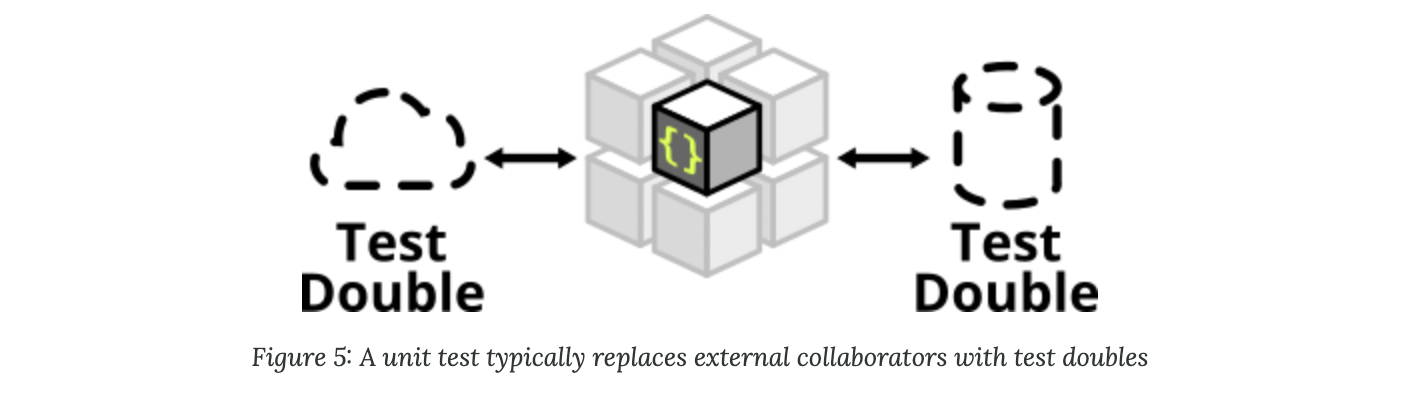 {}
Test
Double
Test
Double
Figure 5: A unit test typically replaces external collaborators with test doubles